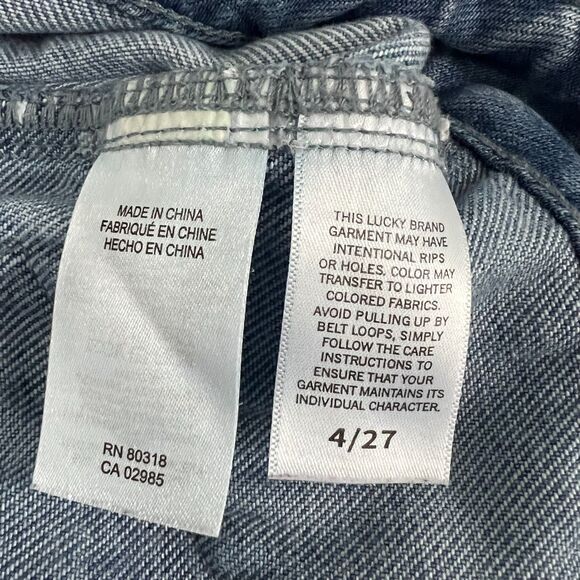 MADE IN CHINA
FABRIQUÉ EN CHINE
HECHO EN CHINA
RN 80318
CA 02985
THIS LUCKY BRAND
GARMENT MAY HAVE
INTENTIONAL RIPS
OR HOLES, COLOR MAY
TRANSFER TO LIGHTER
COLORED FABRICS.
AVOID PULLING UP BY
BELT LOOPS, SIMPLY
FOLLOW THE CARE
INSTRUCTIONS TO
ENSURE THAT YOUR
GARMENT MAINTAINS ITS
INDIVIDUAL CHARACTER.
4/27